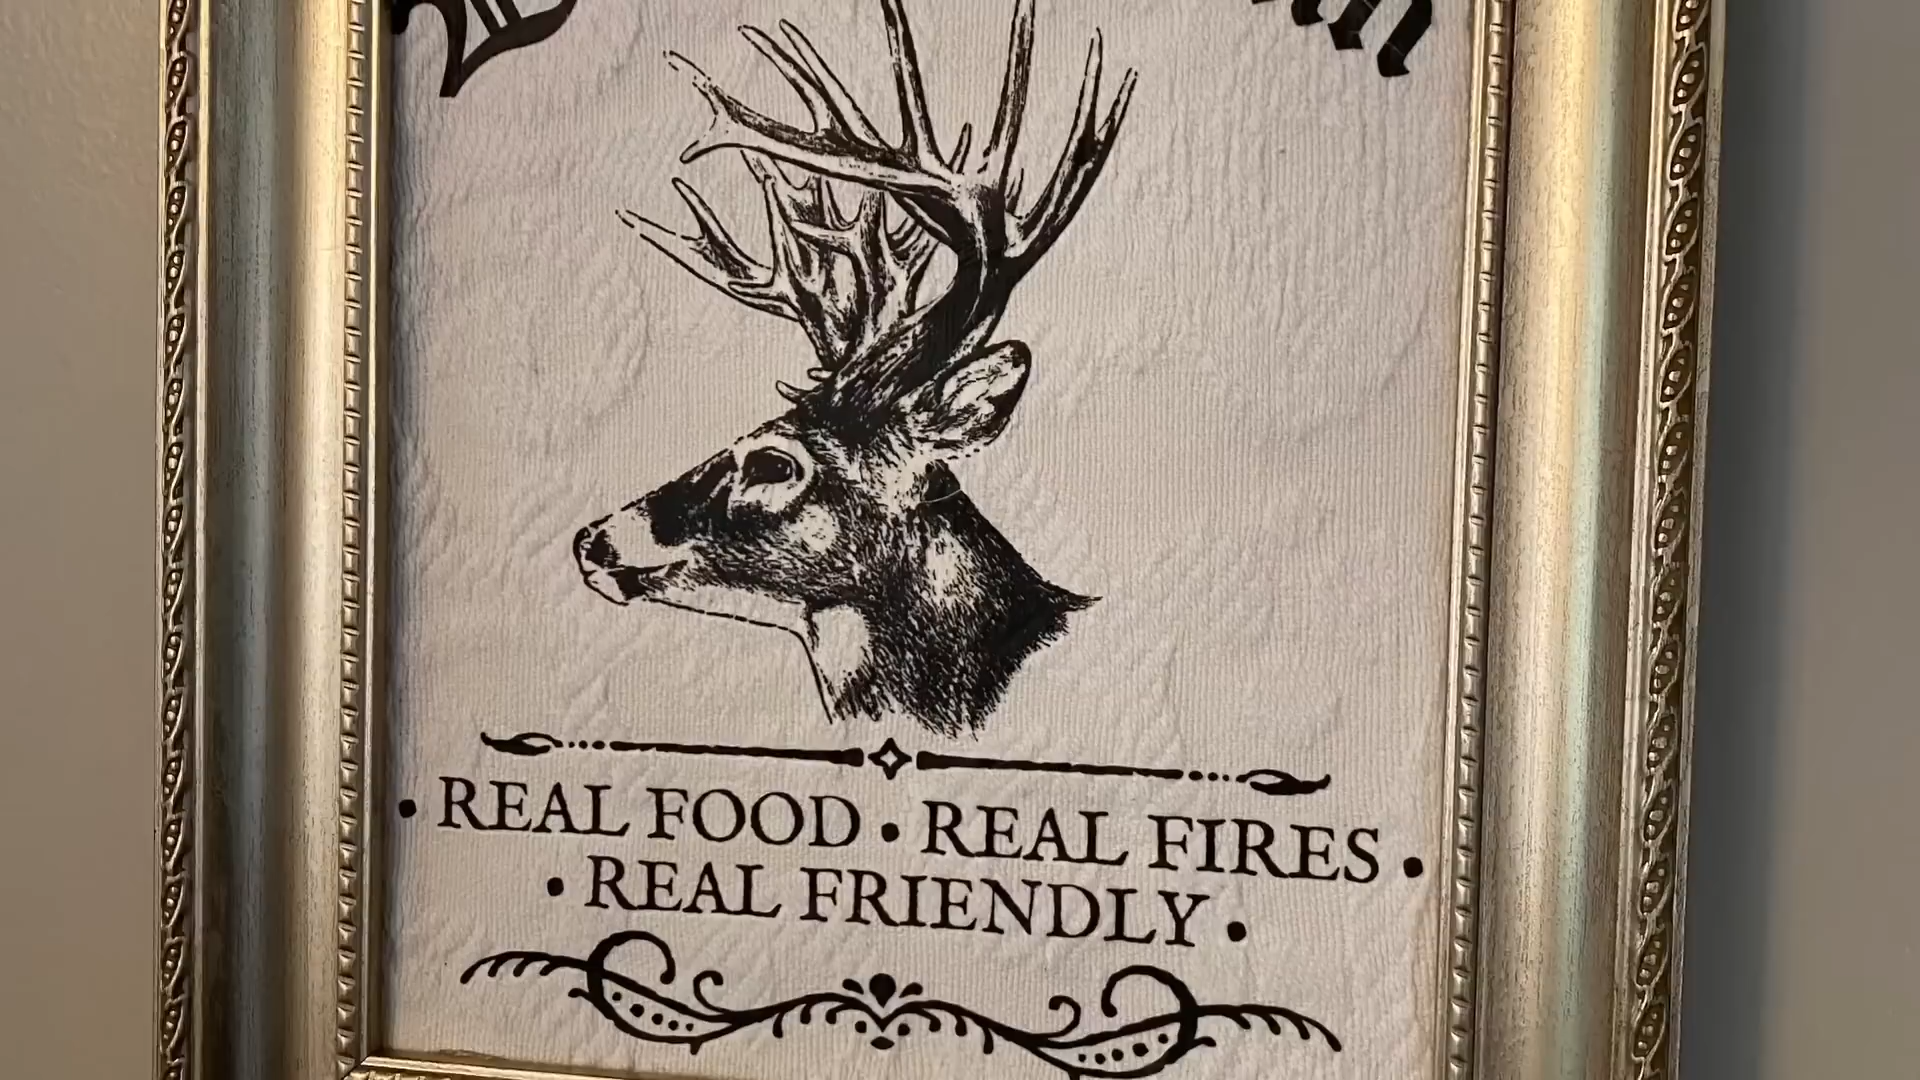 • REAL FOOD • REAL FIRES •
• REAL FRIENDLY •